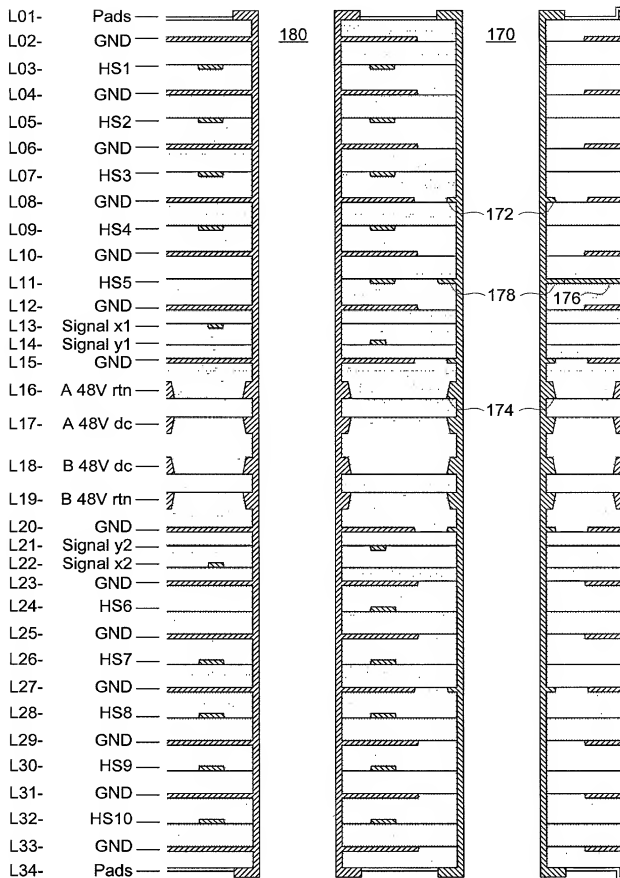 L01- Pads
180
170
L02- GND
L03- HS1
L04- GND
L05- HS2
L06- GND
L07- HS3
L08- GND
172
L09- HS4
L10- GND
L11- HS5
178
176
L12- GND
L13- Signal x1
L14- Signal y1
L15- GND
L16- A 48V rtn
174
L17- A 48V dc
L18- B 48V dc
L19- B 48V rtn
L20- GND
L21- Signal y2
L22- Signal x2
L23- GND
L24- HS6
L25- GND
L26- HS7
L27- GND
L28- HS8
L29- GND
L30- HS9
L31- GND
L32- HS10
L33- GND
L34- Pads